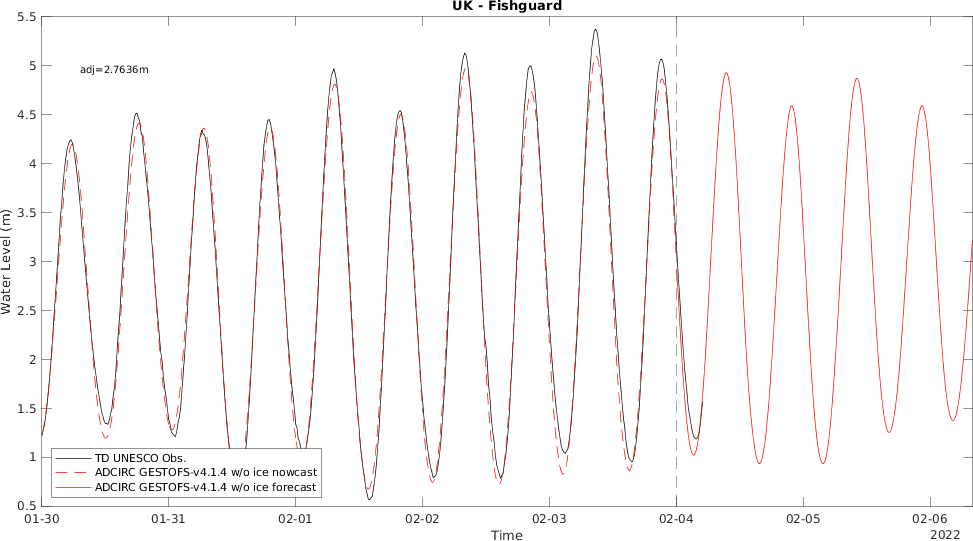 UK - Fishguard
5.5
adj=2.7636m
5
4.5
4
3.5
3
2.5
2
1.5
1
0.5
Water Level (m)
TD UNESCO Obs.
ADCIRC GESTOFS-v4.1.4 w/o ice nowcast
ADCIRC GESTOFS-v4.1.4 w/o ice forecast
01-30 01-31 02-01 02-02 02-03 02-04 02-05 02-06
Time
2022